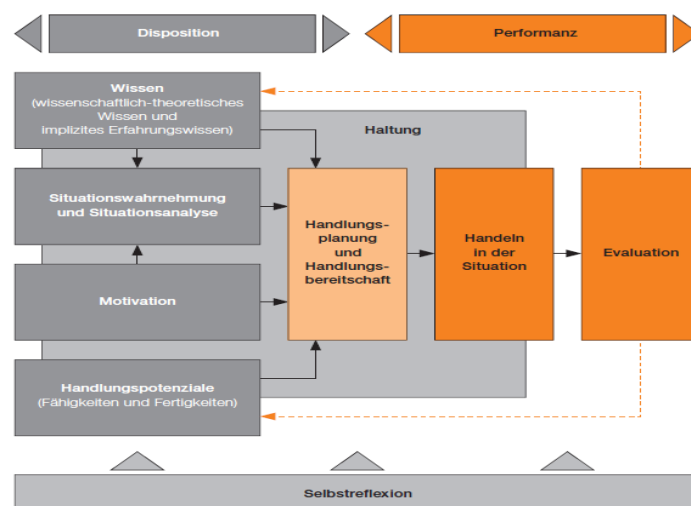 Disposition
Performanz
Wissen
(wissenschaftlich-theoretisches
Wissen und
implizites Erfahrungswissen)
Haltung
Situationswahrnehmung
und Situationsanalyse
Motivation
Handlungspotenziale
(Fähigkeiten und Fertigkeiten)
Handlungs-
planung
und
Handlungs-
bereitschaft
Handeln
in der
Situation
Evaluation
Selbstreflexion